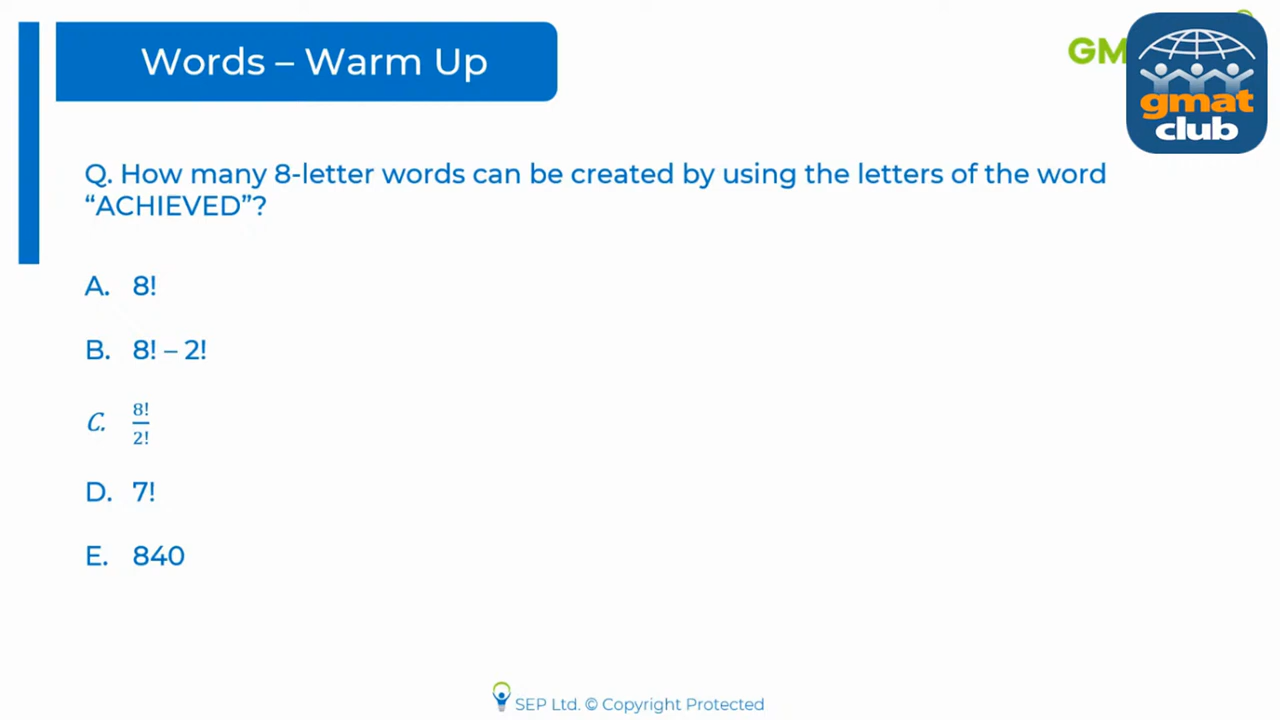 Words – Warm Up
GM
gmat
club
Q. How many 8-letter words can be created by using the letters of the word
“ACHIEVED”?
A. 8!
B. 8! – 2!
C. 8!/2!
D. 7!
E. 840
SEP Ltd. © Copyright Protected